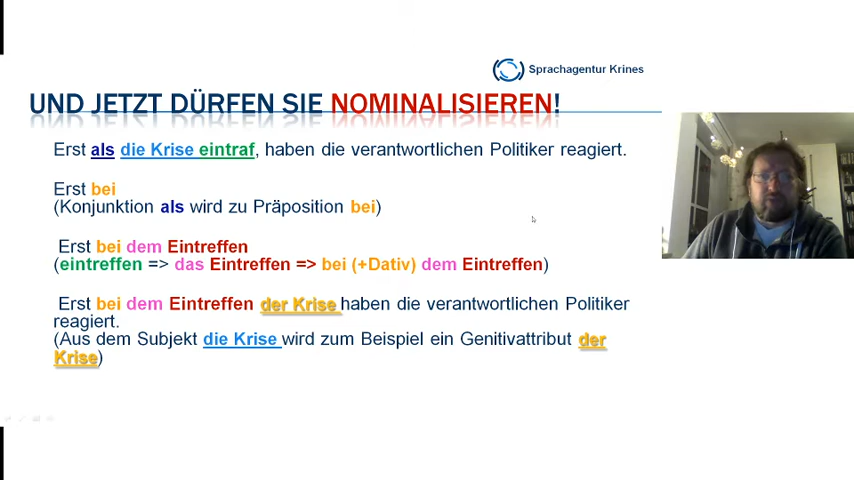 Sprachagentur Krines
UND JETZT DÜRFEN SIE NOMINALISIEREN!
Erst als die Krise eintraf, haben die verantwortlichen Politiker reagiert.
Erst bei
(Konjunktion als wird zu Präposition bei)
Erst bei dem Eintreffen
(eintreffen => das Eintreffen => bei (+Dativ) dem Eintreffen)
Erst bei dem Eintreffen der Krise haben die verantwortlichen Politiker
reagiert.
(Aus dem Subjekt die Krise wird zum Beispiel ein Genitivattribut der
Krise)